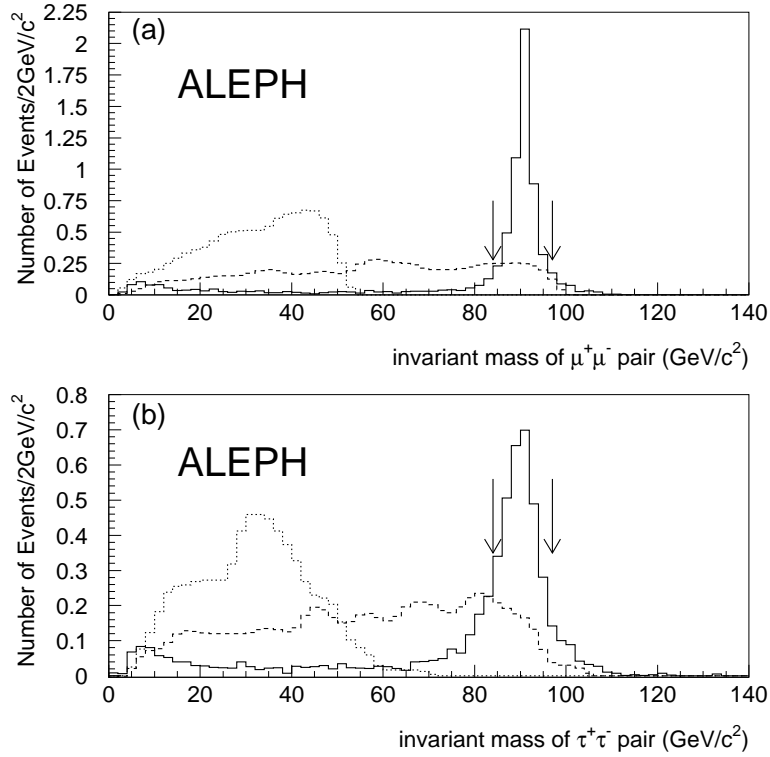 (a)
ALEPH
Number of Events/2GeV/c²
2.25
2
1.75
1.5
1.25
1
0.75
0.5
0.25
0
0 20 40 60 80 100 120 140
invariant mass of μ⁺μ⁻ pair (GeV/c²)
(b)
ALEPH
Number of Events/2GeV/c²
0.8
0.7
0.6
0.5
0.4
0.3
0.2
0.1
0
0 20 40 60 80 100 120 140
invariant mass of τ⁺τ⁻ pair (GeV/c²)